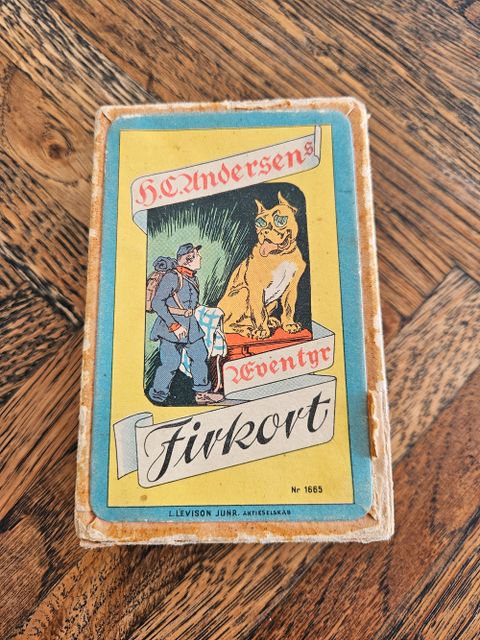 H.C.Andersens
Æventyr
Firkort
Nr 1665
L.LEVISON JUNR. AKTIESELSKAB